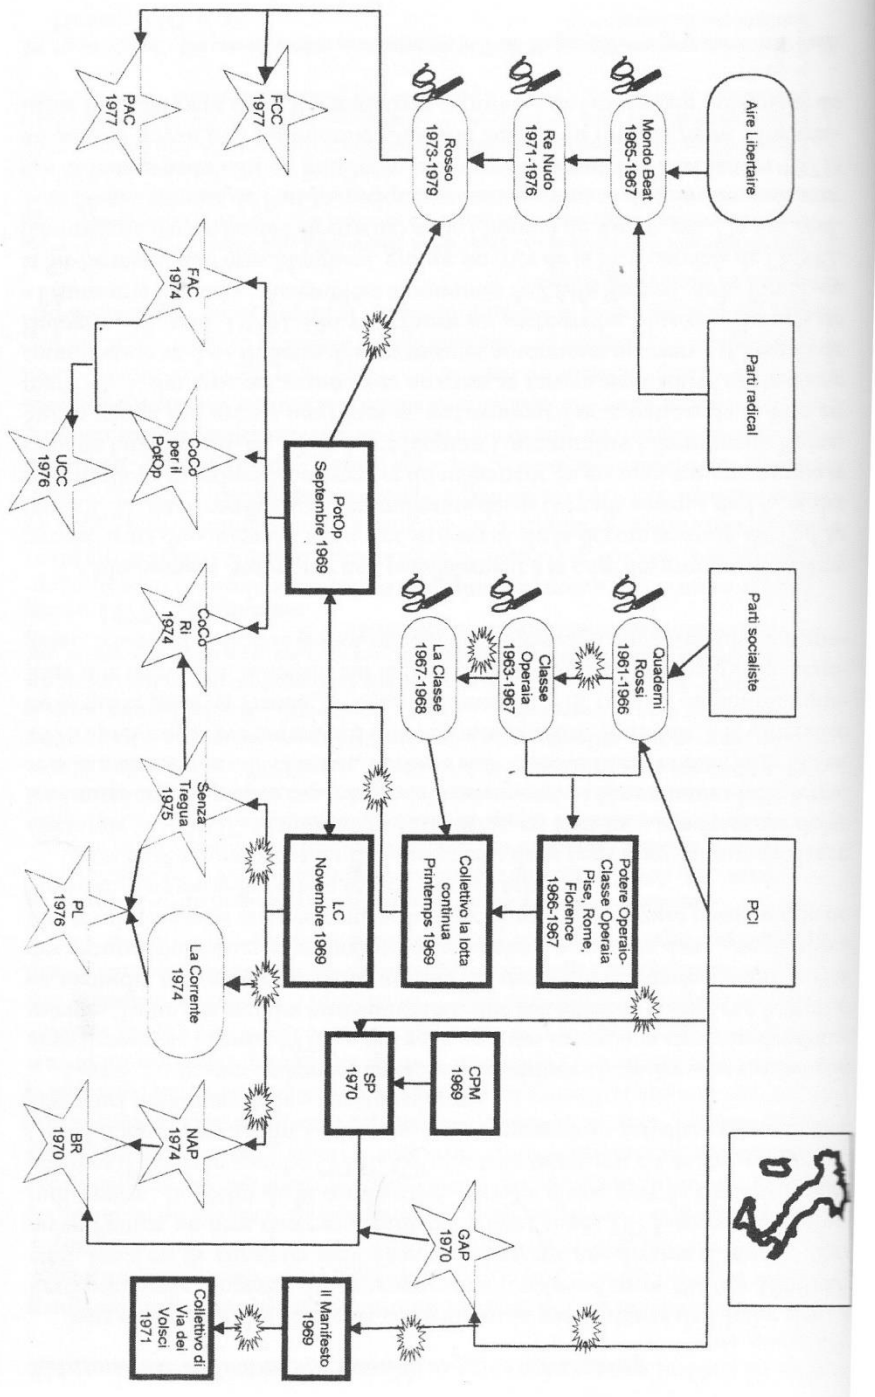 Aire Libertaire
Parti radical
Parti socialiste
PCI
Mondo Beat
1965-1967
Quaderni
Rossi
1961-1966
Re Nudo
1971-1976
Classe
Operaia
1963-1967
Potere Operaio-
Classe Operaia
Pise, Rome,
Florence
1966-1967
Rosso
1973-1979
La Classe
1967-1968
Collettivo la lotta
continua
Printemps 1969
CPM
1969
GAP
1970
SP
1970
PotOp
Septembre 1969
LC
Novembre 1969
Il Manifesto
1969
FCC
1977
FAC
1974
CoCo
per il
PotOp
CoCo
Ri
1974
Senza
Tregua
1975
La Corrente
1974
NAP
1974
Collettivo di
Via dei
Volsci
1971
PAC
1977
UCC
1976
PL
1976
BR
1970